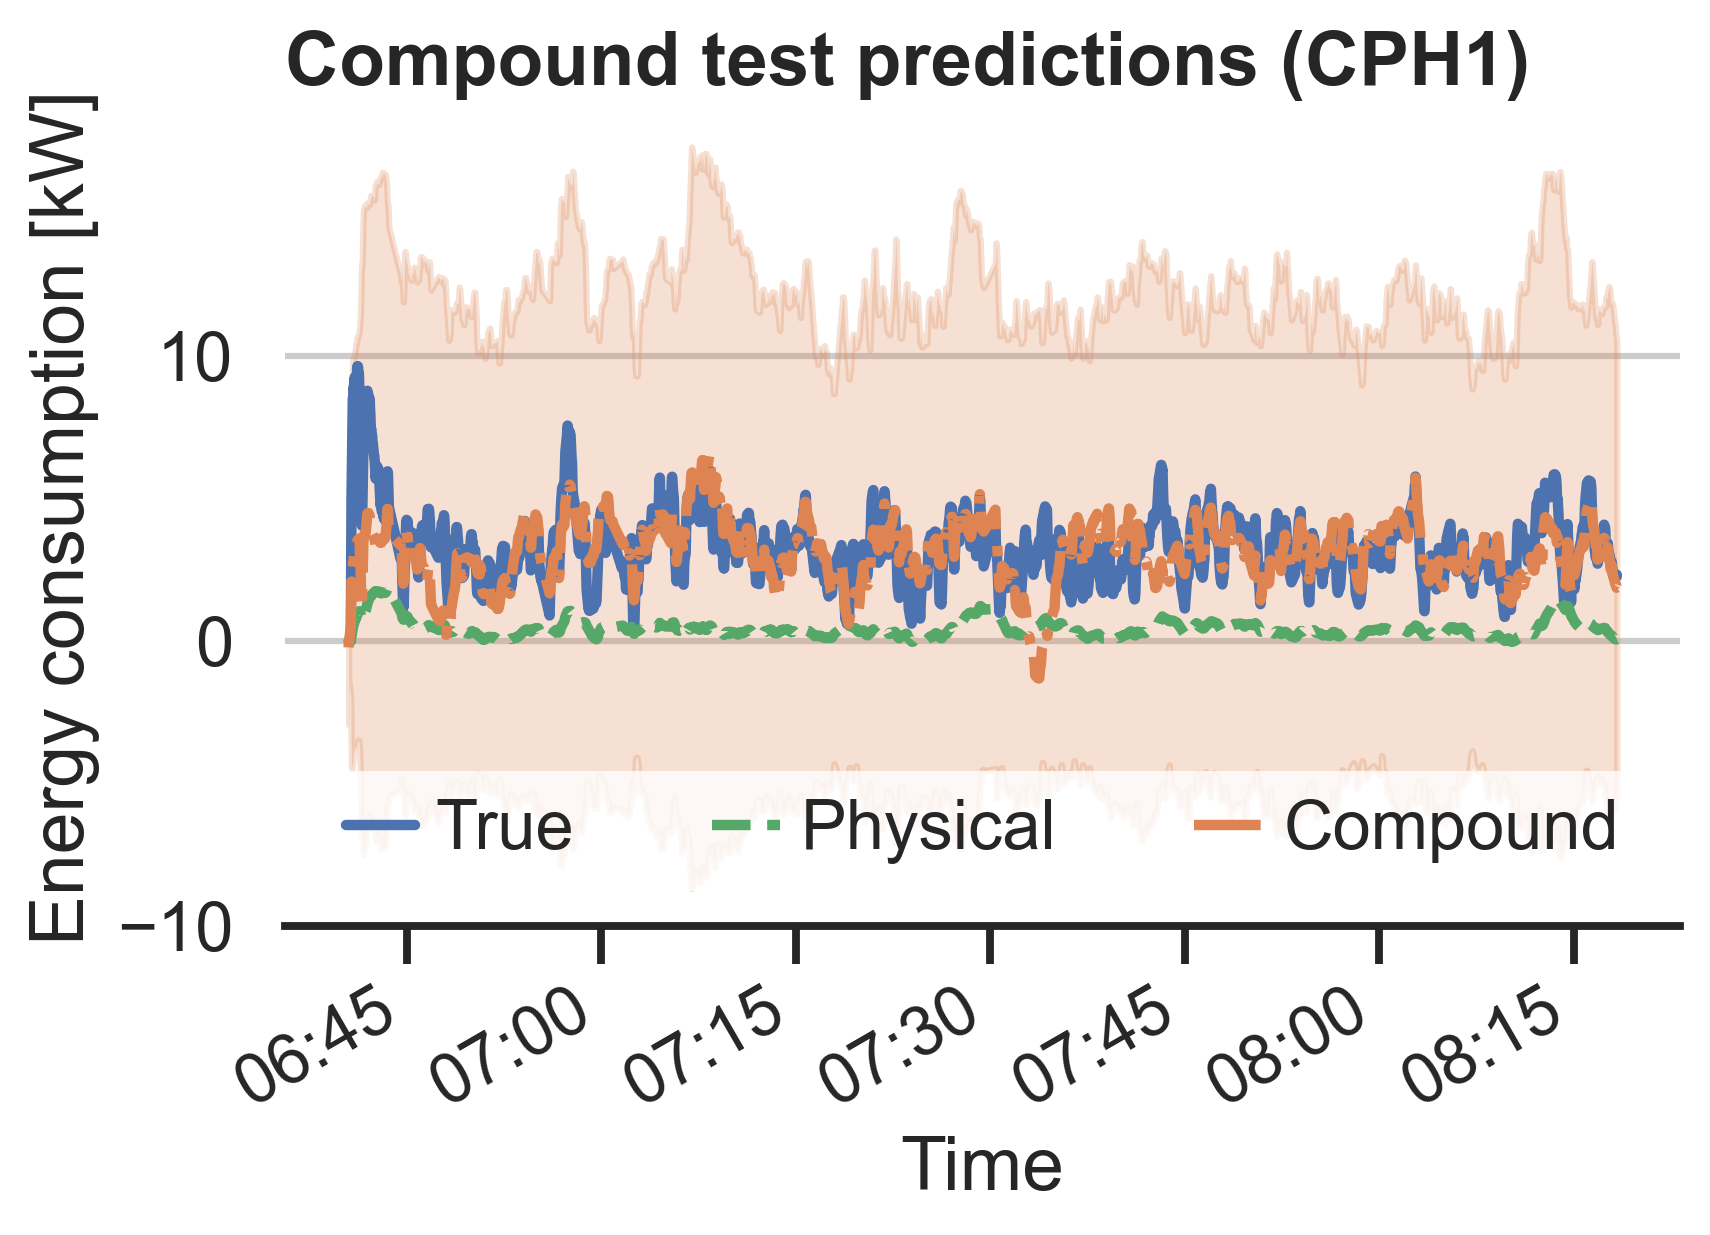 Compound test predictions (CPH1)
Energy consumption [kW]
10
0
−10
True
Physical
Compound
06:45
07:00
07:15
07:30
07:45
08:00
08:15
Time